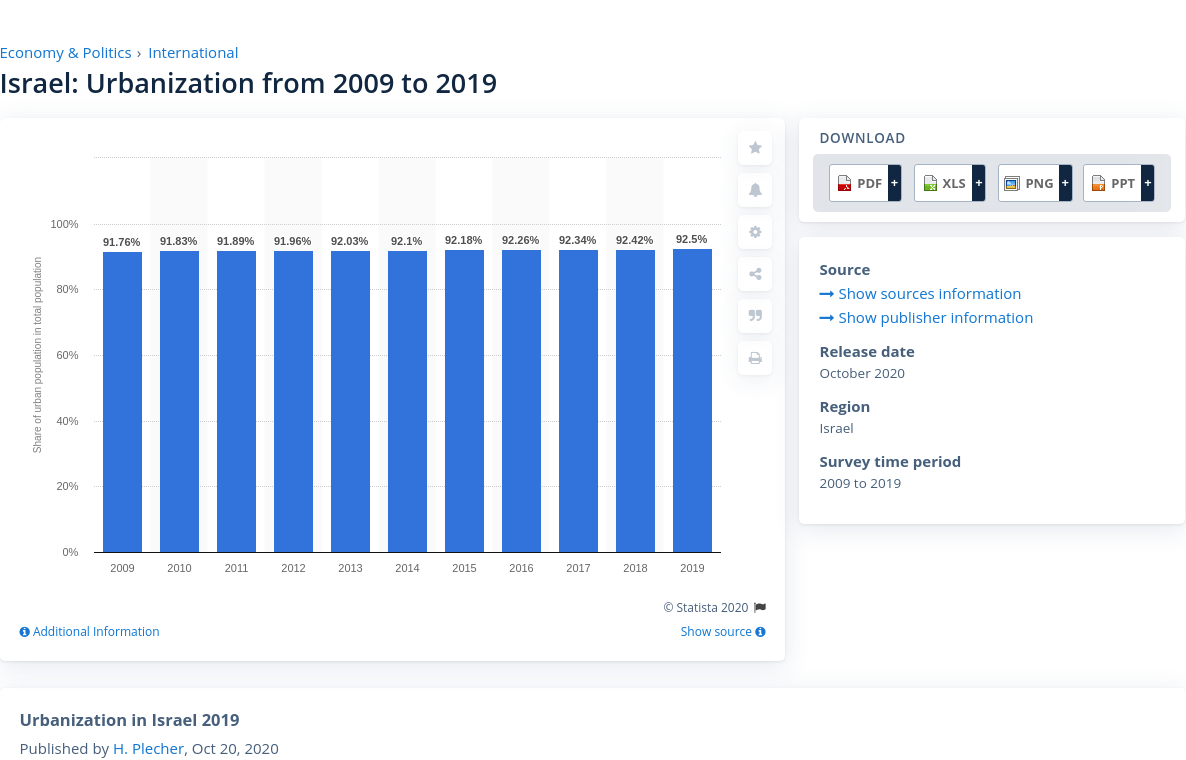 Economy & Politics › International
Israel: Urbanization from 2009 to 2019
Share of urban population in total population
100%
80%
60%
40%
20%
0%
91.76% 91.83% 91.89% 91.96% 92.03% 92.1% 92.18% 92.26% 92.34% 92.42% 92.5%
2009 2010 2011 2012 2013 2014 2015 2016 2017 2018 2019
© Statista 2020
Additional Information
Show source
DOWNLOAD
PDF + XLS + PNG + PPT +
Source
Show sources information
Show publisher information
Release date
October 2020
Region
Israel
Survey time period
2009 to 2019
Urbanization in Israel 2019
Published by H. Plecher, Oct 20, 2020